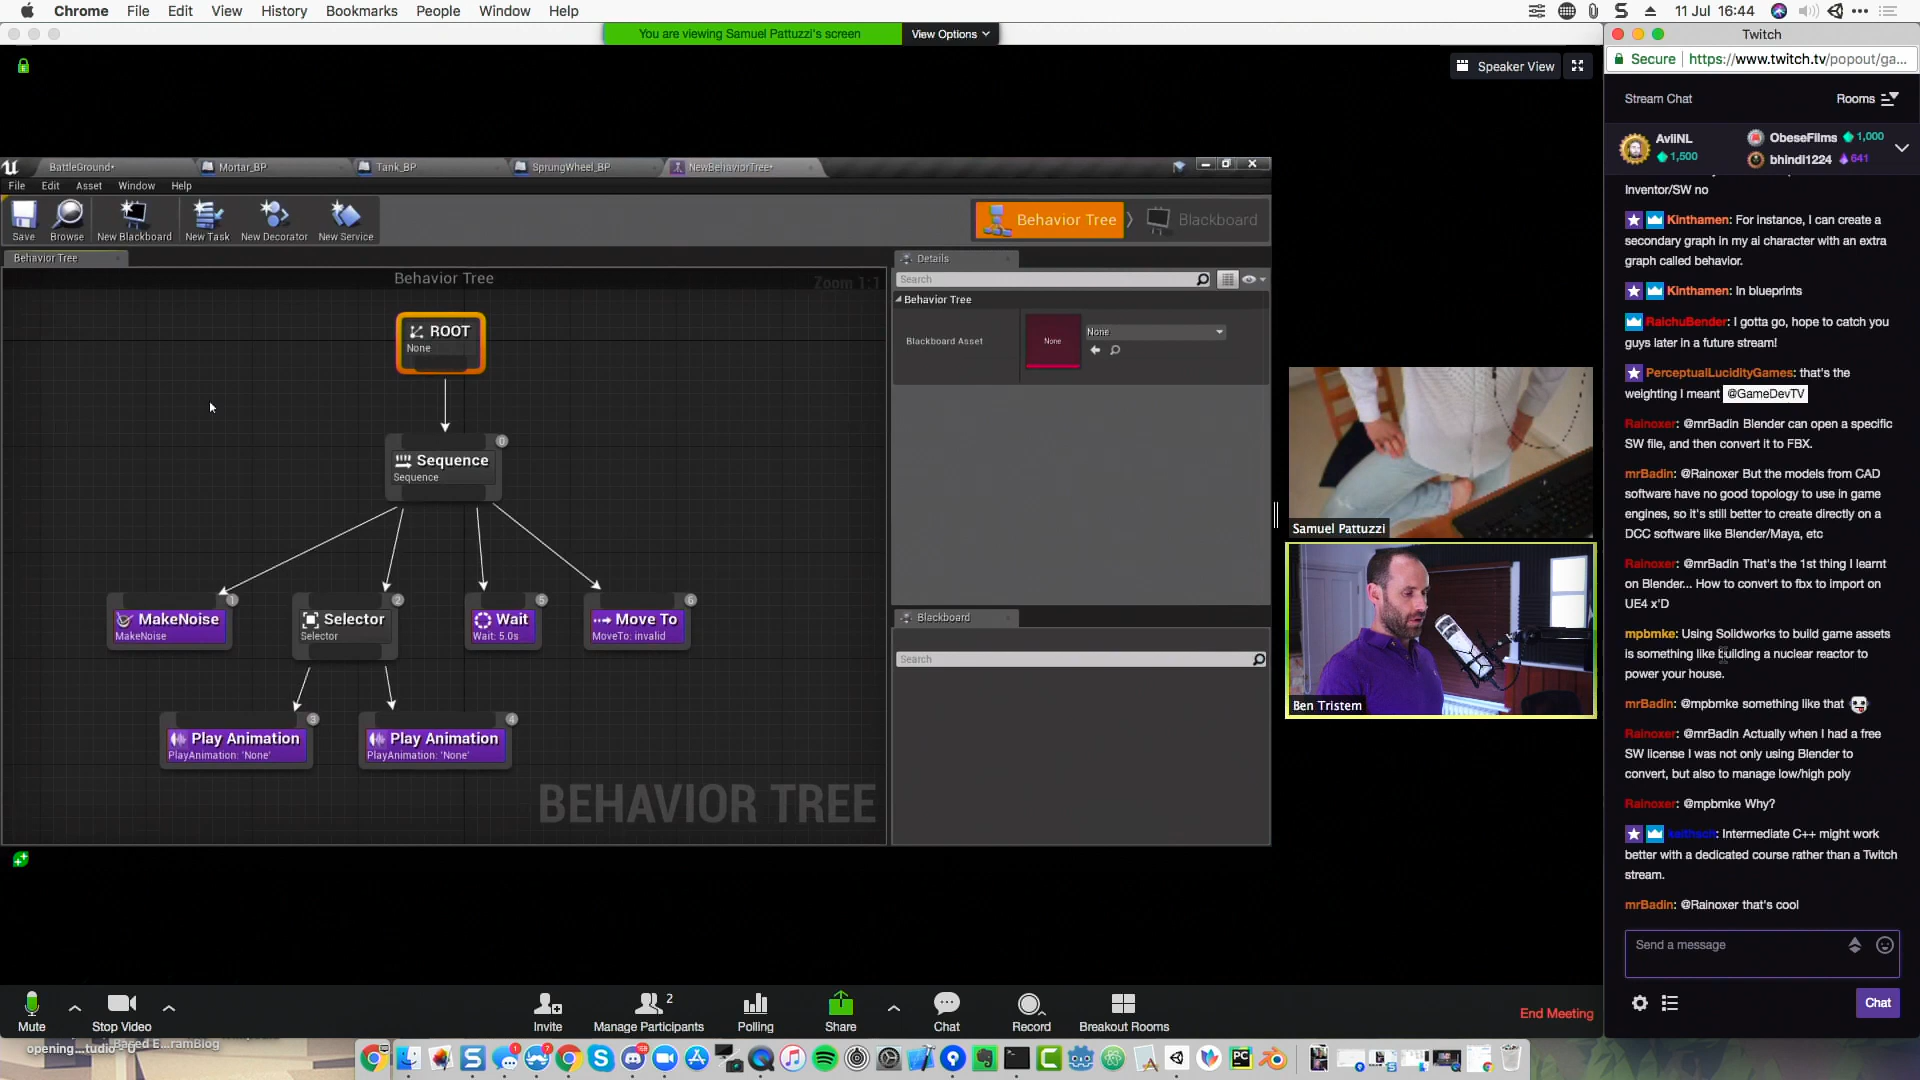 Chrome File Edit View History Bookmarks People Window Help
11 Jul 16:44
You are viewing Samuel Pattuzzi's screen
View Options
Twitch
Secure https://www.twitch.tv/popout/ga...
Speaker View
Stream Chat
Rooms
AvliNL
1,500
ObeseFilms 1,000
bhindi1224 641
BattleGround•
Mortar_BP
Tank_BP
SprungWheel_BP
NewBehaviorTree•
File Edit Asset Window Help
Save
Browse
New Blackboard
New Task
New Decorator
New Service
Behavior Tree
Blackboard
Behavior Tree
Behavior Tree
Zoom 1:1
ROOT
None
Sequence
Sequence
0
MakeNoise
MakeNoise
1
Selector
Selector
2
Wait
Wait: 5.0s
5
Move To
MoveTo: invalid
6
Play Animation
PlayAnimation: 'None'
3
Play Animation
PlayAnimation: 'None'
4
BEHAVIOR TREE
Details
Search
Behavior Tree
Blackboard Asset
None
None
Blackboard
Search
Samuel Pattuzzi
Ben Tristem
Inventor/SW no
Kinthamen: For instance, I can create a
secondary graph in my ai character with an extra
graph called behavior.
Kinthamen: In blueprints
RaichuBender: I gotta go, hope to catch you
guys later in a future stream!
PerceptualLucidityGames: that's the
weighting I meant @GameDevTV
Rainoxer: @mrBadin Blender can open a specific
SW file, and then convert it to FBX.
mrBadin: @Rainoxer But the models from CAD
software have no good topology to use in game
engines, so it's still better to create directly on a
DCC software like Blender/Maya, etc
Rainoxer: @mrBadin That's the 1st thing I learnt
on Blender... How to convert to fbx to import on
UE4 x'D
mpbmke: Using Solidworks to build game assets
is something like building a nuclear reactor to
power your house.
mrBadin: @mpbmke something like that
Rainoxer: @mrBadin Actually when I had a free
SW license I was not only using Blender to
convert, but also to manage low/high poly
Rainoxer: @mpbmke Why?
: Intermediate C++ might work
better with a dedicated course rather than a Twitch
stream.
mrBadin: @Rainoxer that's cool
Send a message
Chat
Mute
Stop Video
Invite
2
Manage Participants
Polling
Share
Chat
Record
Breakout Rooms
End Meeting